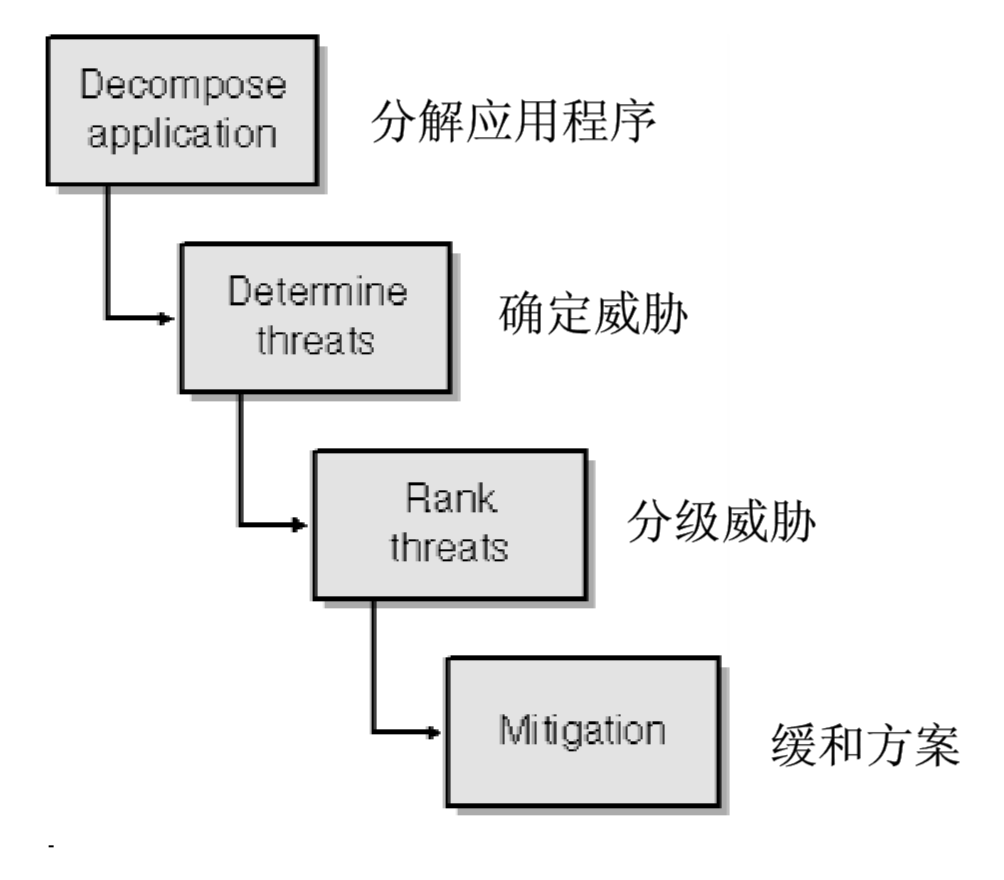 Decompose
application
分解应用程序
Determine
threats
确定威胁
Rank
threats
分级威胁
Mitigation
缓和方案
-